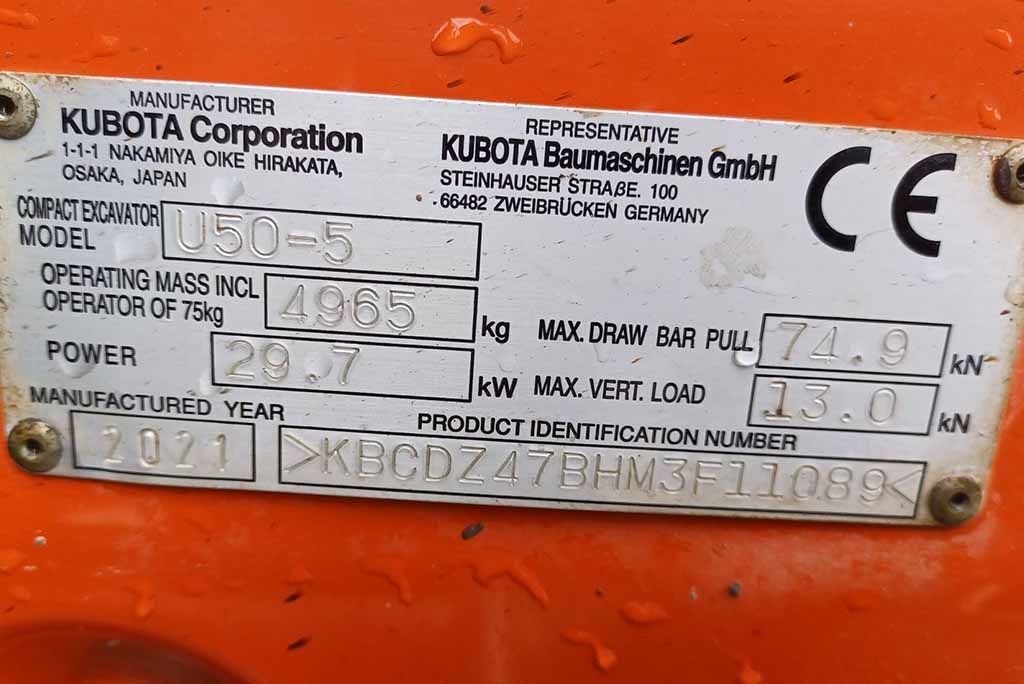 MANUFACTURER
KUBOTA Corporation
1-1-1 NAKAMIYA OIKE HIRAKATA,
OSAKA, JAPAN
REPRESENTATIVE
KUBOTA Baumaschinen GmbH
STEINHAUSER STRAßE. 100
66482 ZWEIBRÜCKEN GERMANY
CE
COMPACT EXCAVATOR
MODEL U50-5
OPERATING MASS INCL
OPERATOR OF 75kg 4965 kg
MAX. DRAW BAR PULL 74.9 kN
POWER 29.7 kW
MAX. VERT. LOAD 13.0 kN
MANUFACTURED YEAR
2021
PRODUCT IDENTIFICATION NUMBER
>KBCDZ47BHM3F11089<